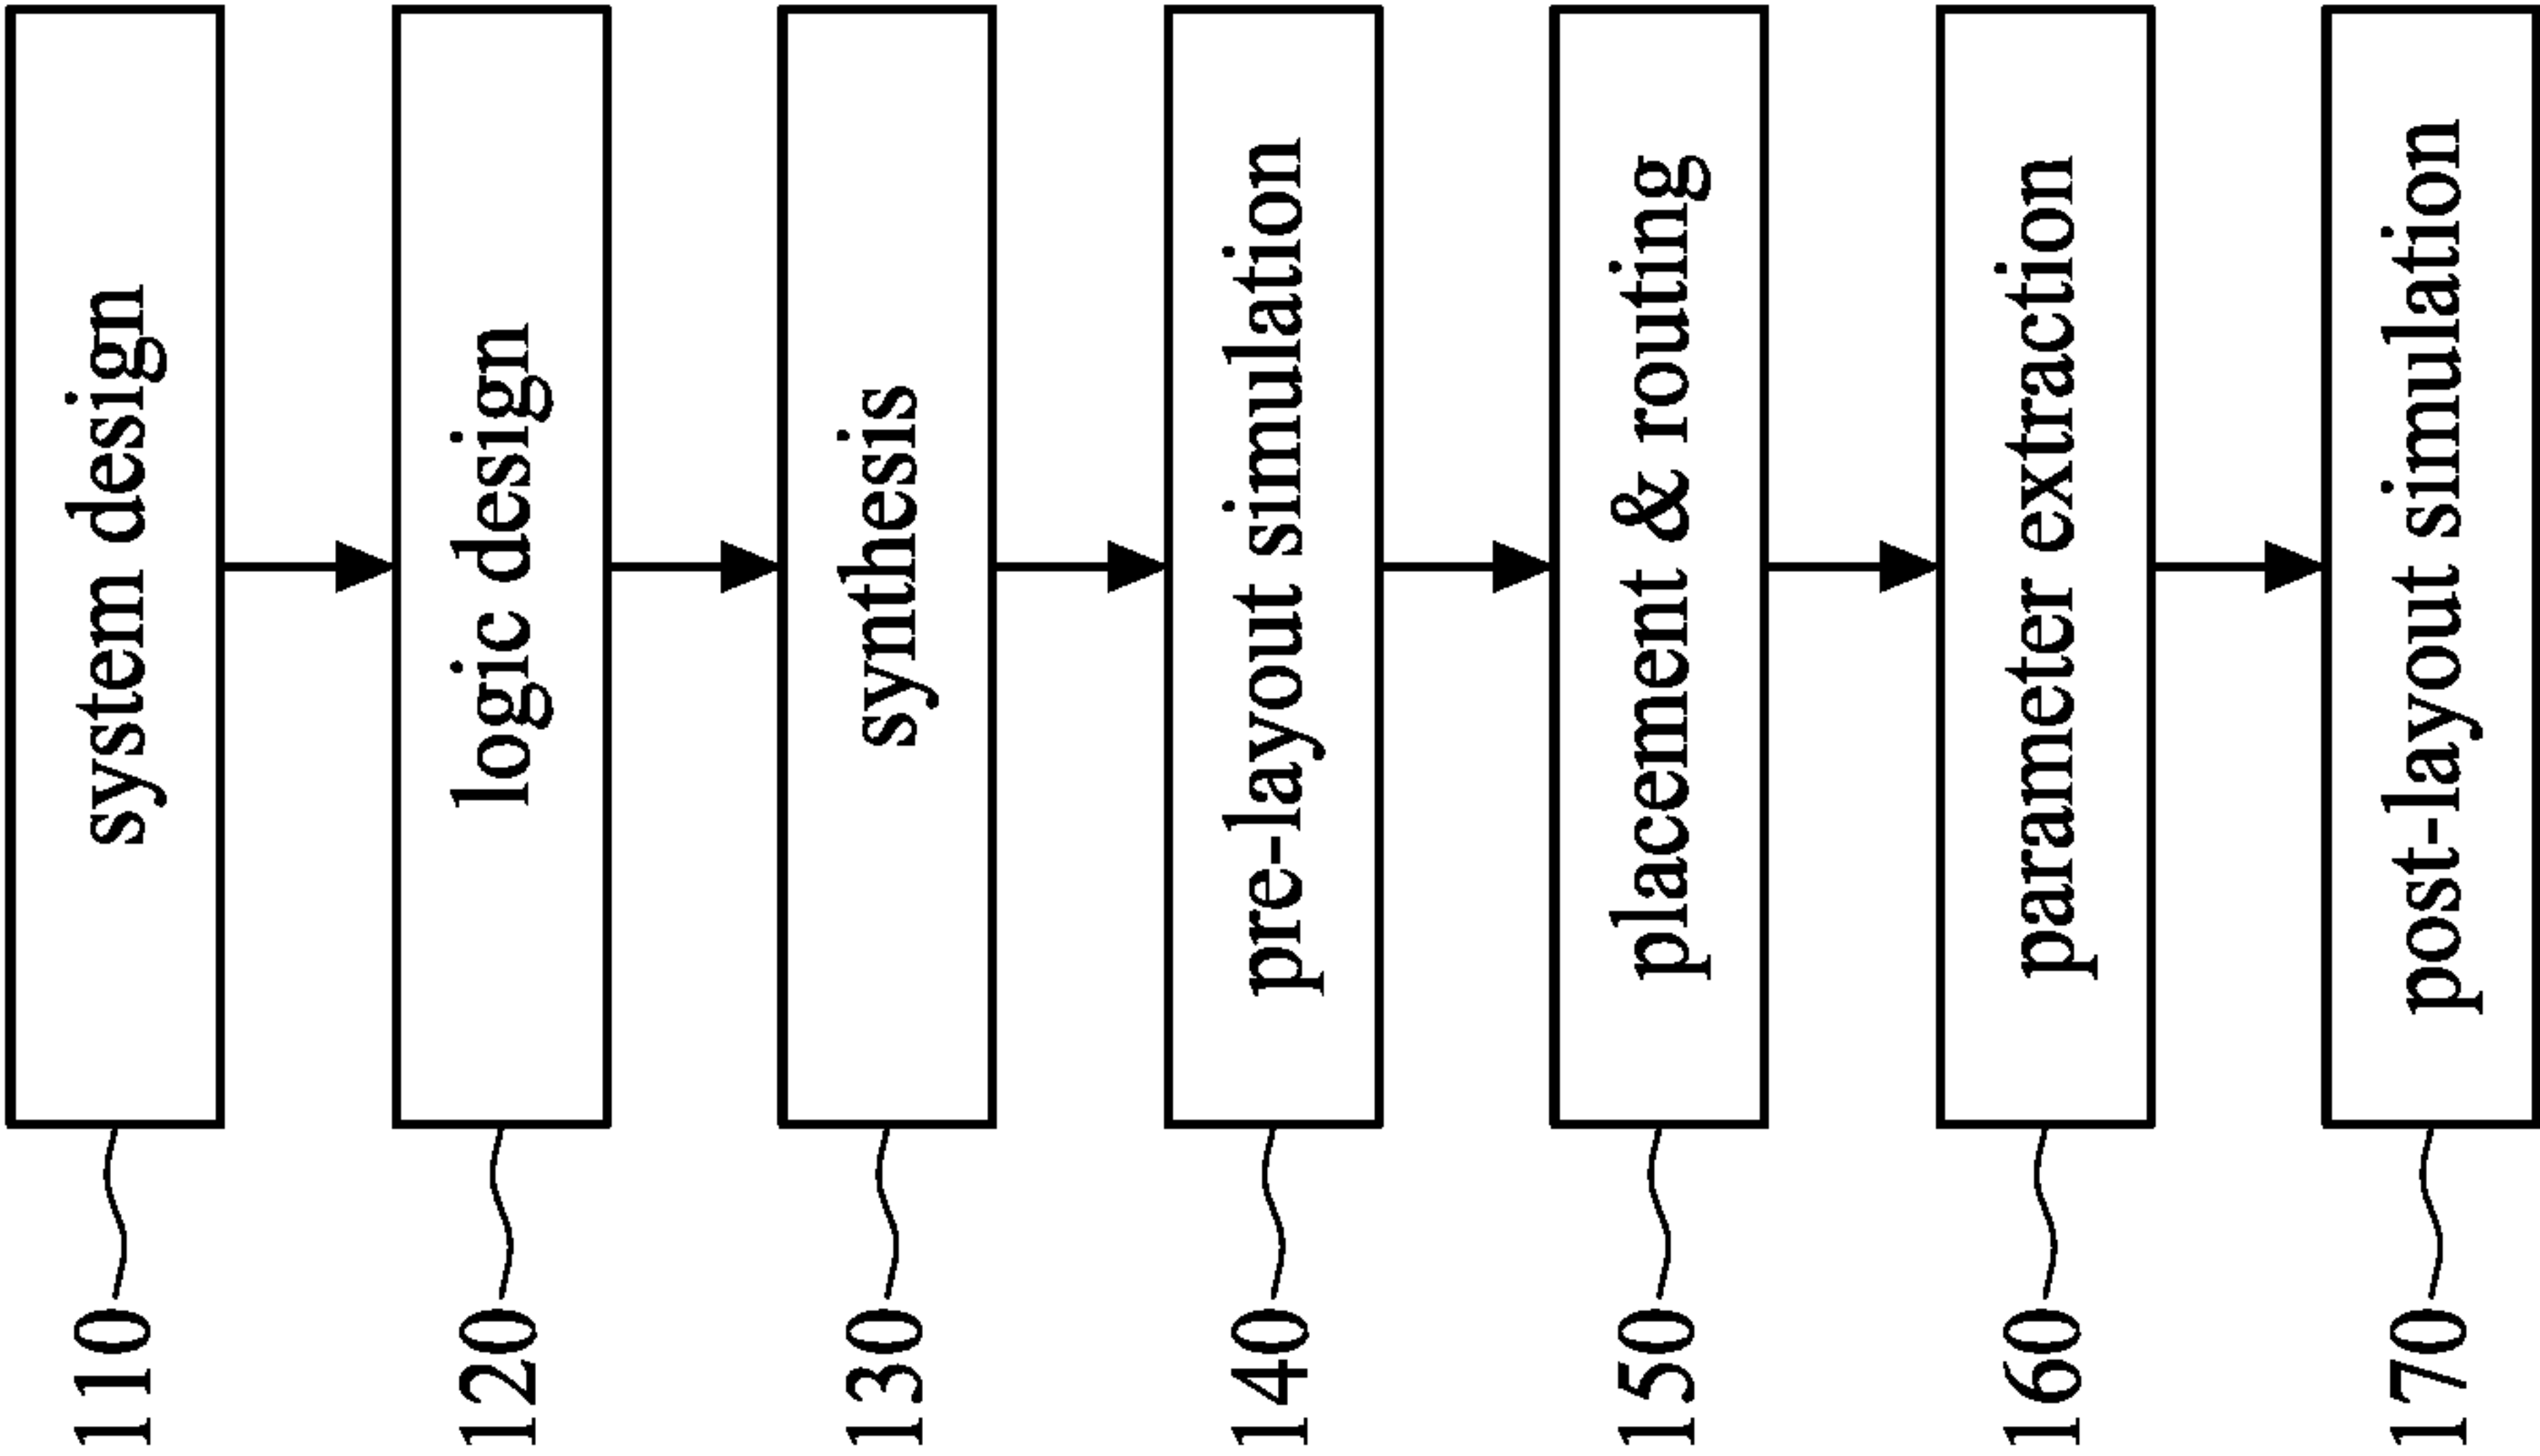 110 system design
120 logic design
130 synthesis
140 pre-layout simulation
150 placement & routing
160 parameter extraction
170 post-layout simulation